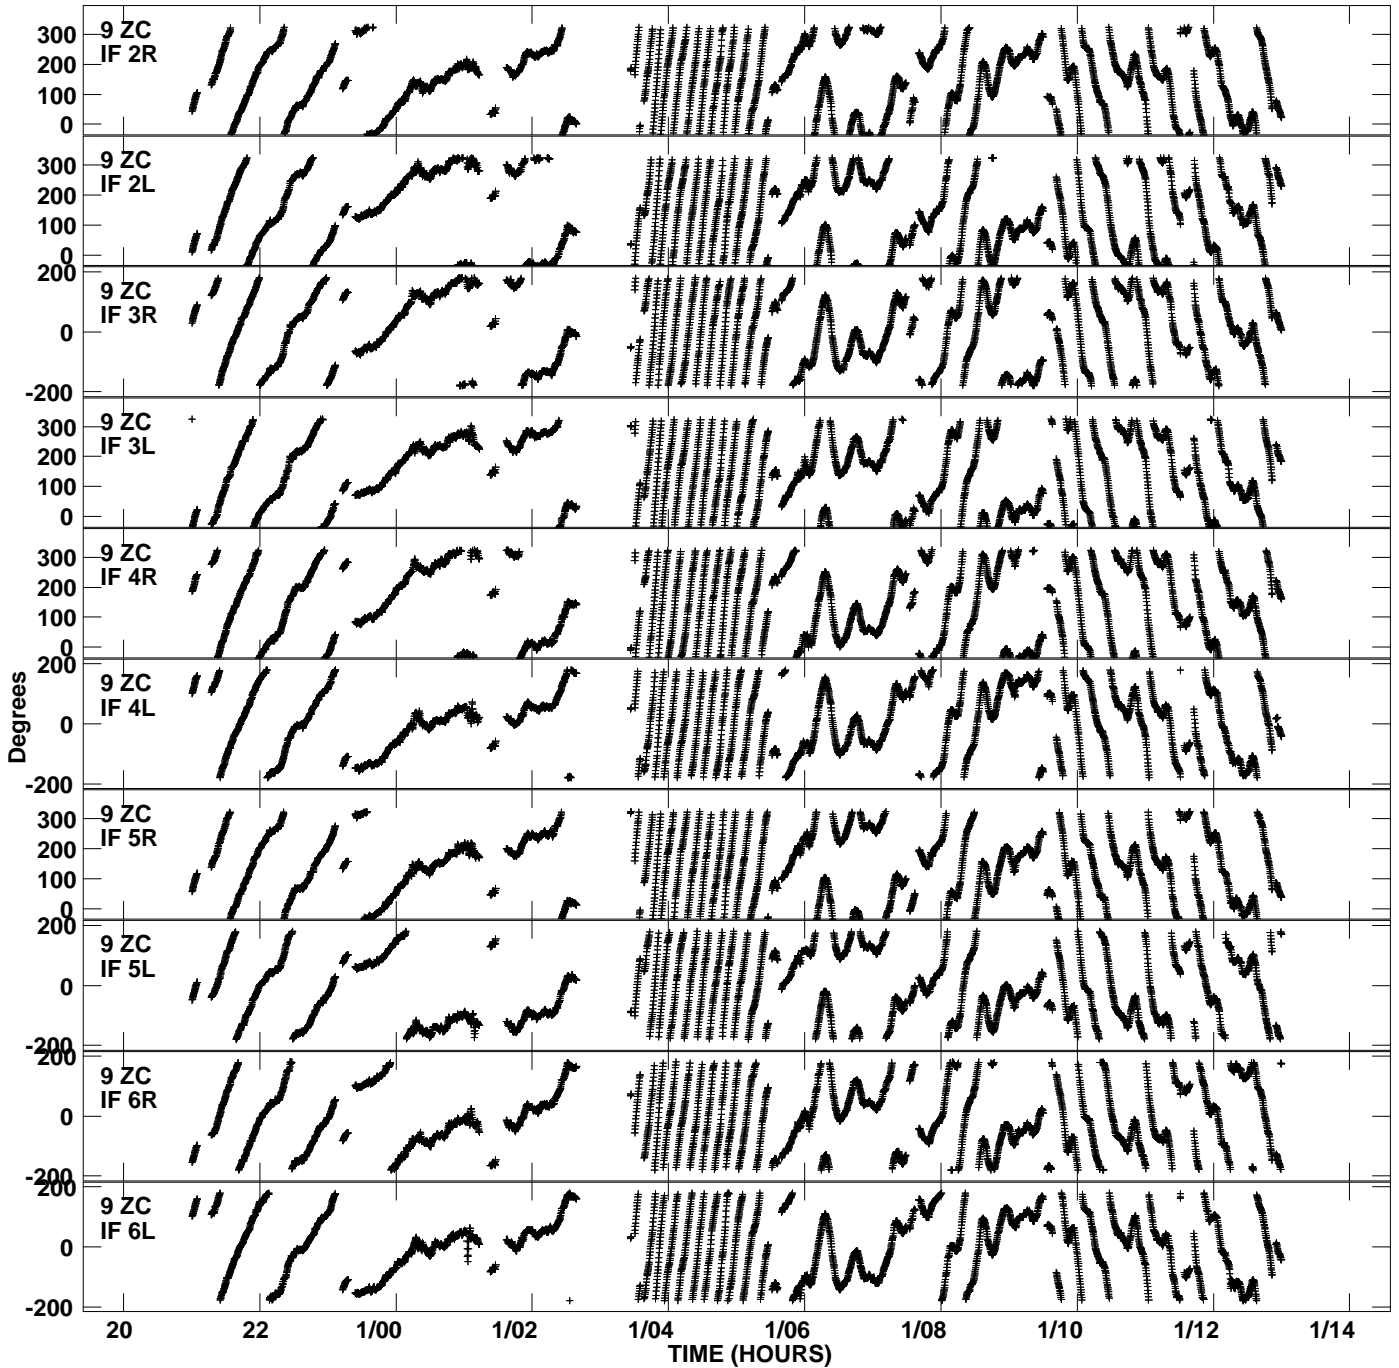 9 ZC
IF 2R
300
200
100
0
9 ZC
IF 2L
300
200
100
0
9 ZC
IF 3R
200
0
-200
9 ZC
IF 3L
300
200
100
0
9 ZC
IF 4R
300
200
100
0
9 ZC
IF 4L
200
0
-200
9 ZC
IF 5R
300
200
100
0
9 ZC
IF 5L
200
0
-200
9 ZC
IF 6R
200
0
-200
9 ZC
IF 6L
200
0
-200
Degrees
20 22 1/00 1/02 1/04 1/06 1/08 1/10 1/12 1/14
TIME (HOURS)